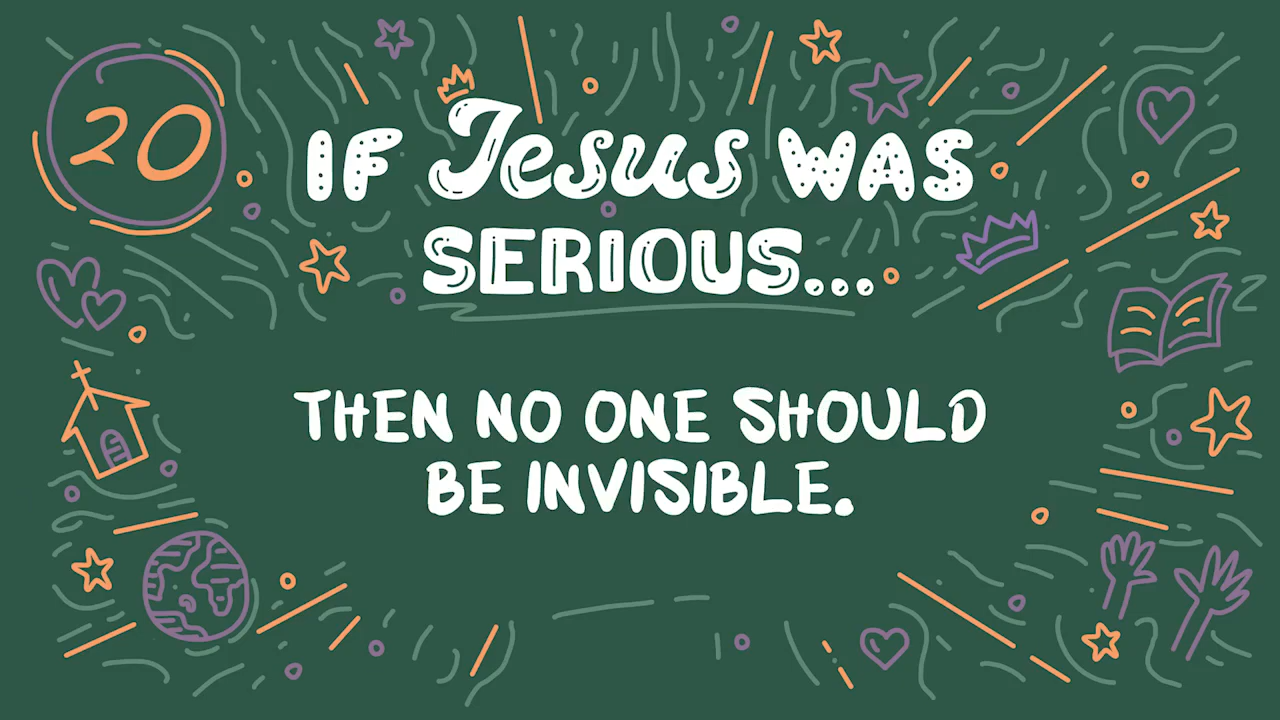 20
IF Jesus WAS
SERIOUS...
THEN NO ONE SHOULD
BE INVISIBLE.